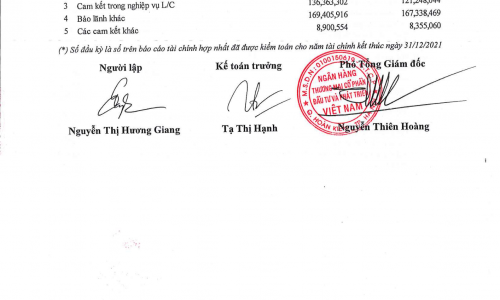 3 Cam kết trong nghiệp vụ L/C 136,363,302 121,248,044
4 Bảo lãnh khác 169,405,916 167,338,469
5 Các cam kết khác 8,900,554 8,355,060
(*) Số đầu kỳ là số trên báo cáo tài chính hợp nhất đã được kiểm toán cho năm tài chính kết thúc ngày 31/12/2021
Người lập Kế toán trưởng Phó Tổng Giám đốc
M.S.D.N: 0100150619
NGÂN HÀNG
THƯƠNG MẠI CỔ PHẦN
ĐẦU TƯ VÀ PHÁT TRIỂN
VIỆT NAM
Q. HOÀN KIẾM
Nguyễn Thị Hương Giang Tạ Thị Hạnh Nguyễn Thiên Hoàng